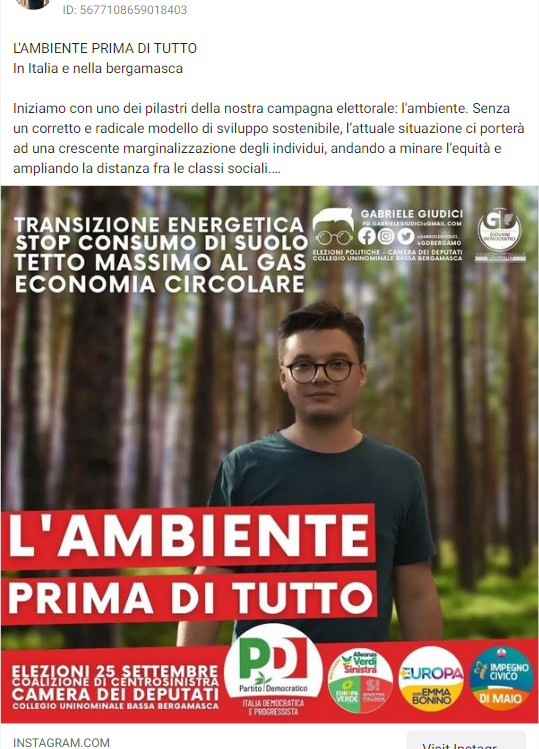 ID: 5677108659018403
L'AMBIENTE PRIMA DI TUTTO
In Italia e nella bergamasca
Iniziamo con uno dei pilastri della nostra campagna elettorale: l'ambiente. Senza
un corretto e radicale modello di sviluppo sostenibile, l'attuale situazione ci porterà
ad una crescente marginalizzazione degli individui, andando a minare l'equità e
ampliando la distanza fra le classi sociali....
TRANSIZIONE ENERGETICA
STOP CONSUMO DI SUOLO
TETTO MASSIMO AL GAS
ECONOMIA CIRCOLARE
GABRIELE GIUDICI
PD.GABRIELEGIUDICI@GMAIL.COM
@GABRIELEGIUDICI_
@GDBERGAMO
ELEZIONI POLITICHE - CAMERA DEI DEPUTATI
COLLEGIO UNINOMINALE BASSA BERGAMASCA
GD
GIOVANI
DEMOCRATICI
L'AMBIENTE
PRIMA DI TUTTO
ELEZIONI 25 SETTEMBRE
COALIZIONE DI CENTROSINISTRA
CAMERA DEI DEPUTATI
COLLEGIO UNINOMINALE BASSA BERGAMASCA
PD
Partito Democratico
ITALIA DEMOCRATICA
E PROGRESSISTA
Alleanza
Verdi
Sinistra
EUROPA
VERDE
SI
SINISTRA
ITALIANA
+EUROPA
CON EMMA
BONINO
IMPEGNO
CIVICO
DI MAIO
INSTAGRAM.COM